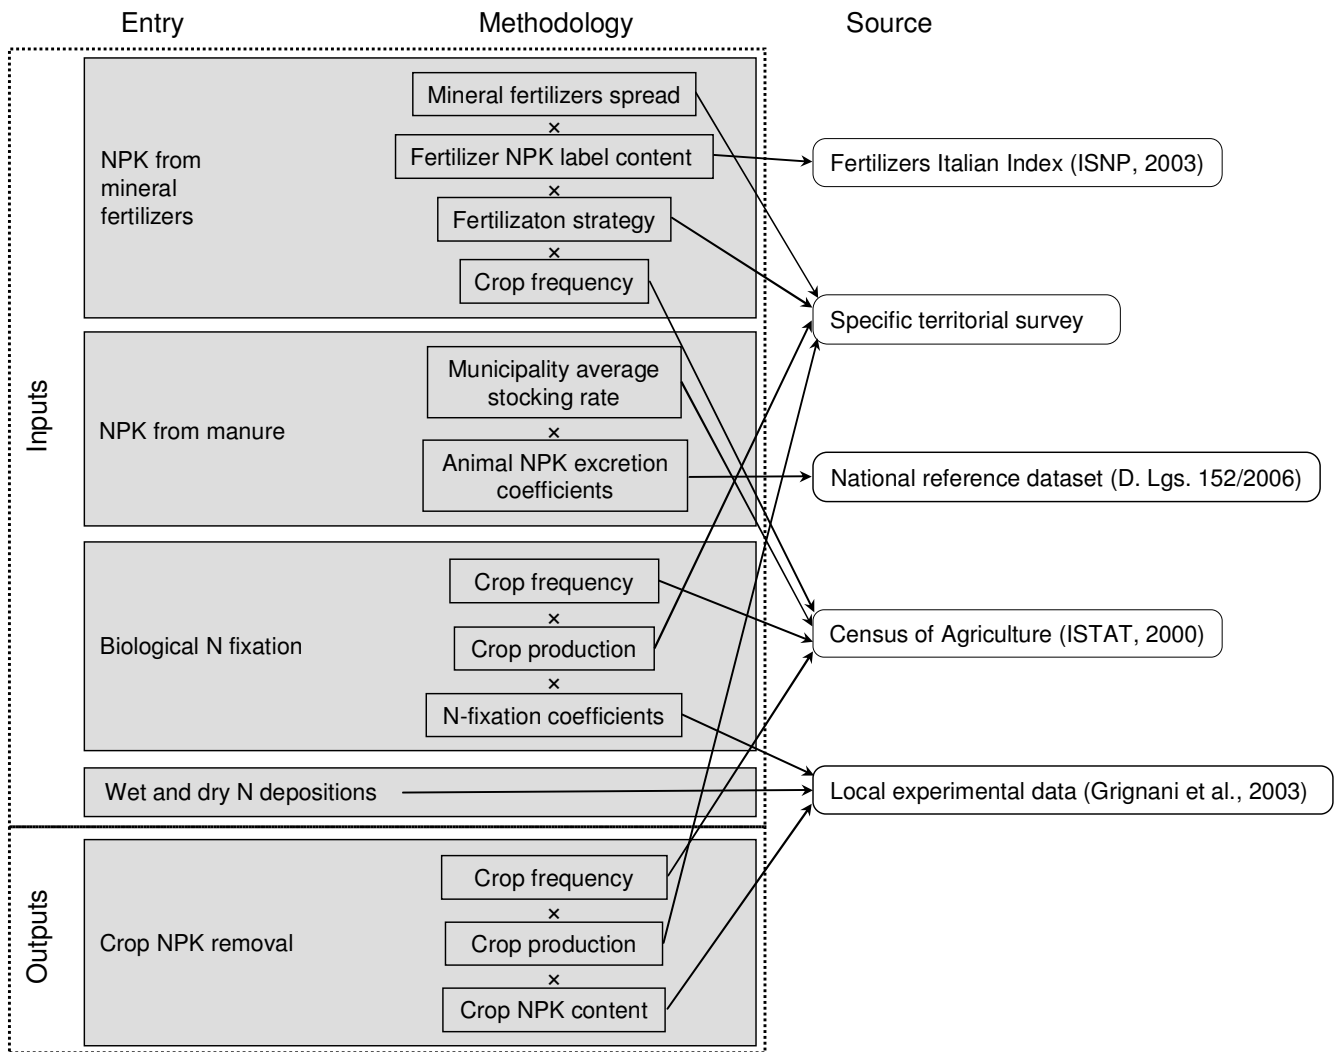 Entry
Methodology
Source
Inputs
NPK from
mineral
fertilizers
Mineral fertilizers spread
×
Fertilizer NPK label content
×
Fertilizaton strategy
×
Crop frequency
NPK from manure
Municipality average
stocking rate
×
Animal NPK excretion
coefficients
Biological N fixation
Crop frequency
×
Crop production
×
N-fixation coefficients
Wet and dry N depositions
Outputs
Crop NPK removal
Crop frequency
×
Crop production
×
Crop NPK content
Fertilizers Italian Index (ISNP, 2003)
Specific territorial survey
National reference dataset (D. Lgs. 152/2006)
Census of Agriculture (ISTAT, 2000)
Local experimental data (Grignani et al., 2003)